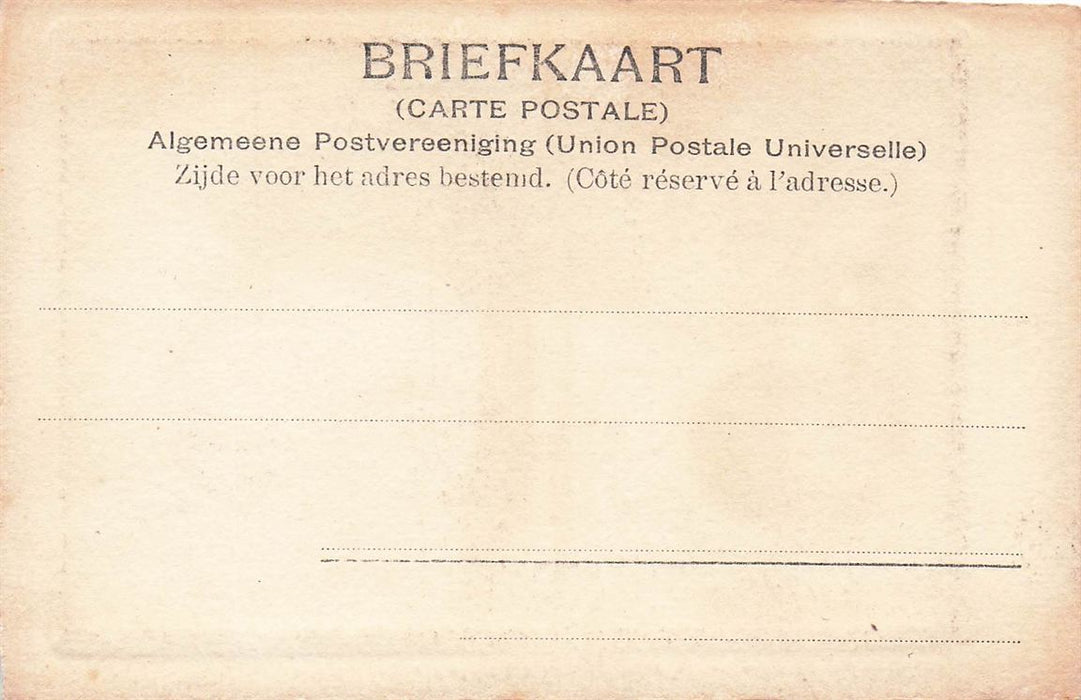 BRIEFKAART
(CARTE POSTALE)
Algemeene Postvereeniging (Union Postale Universelle)
Zijde voor het adres bestemd. (Côté réservé à l'adresse.)